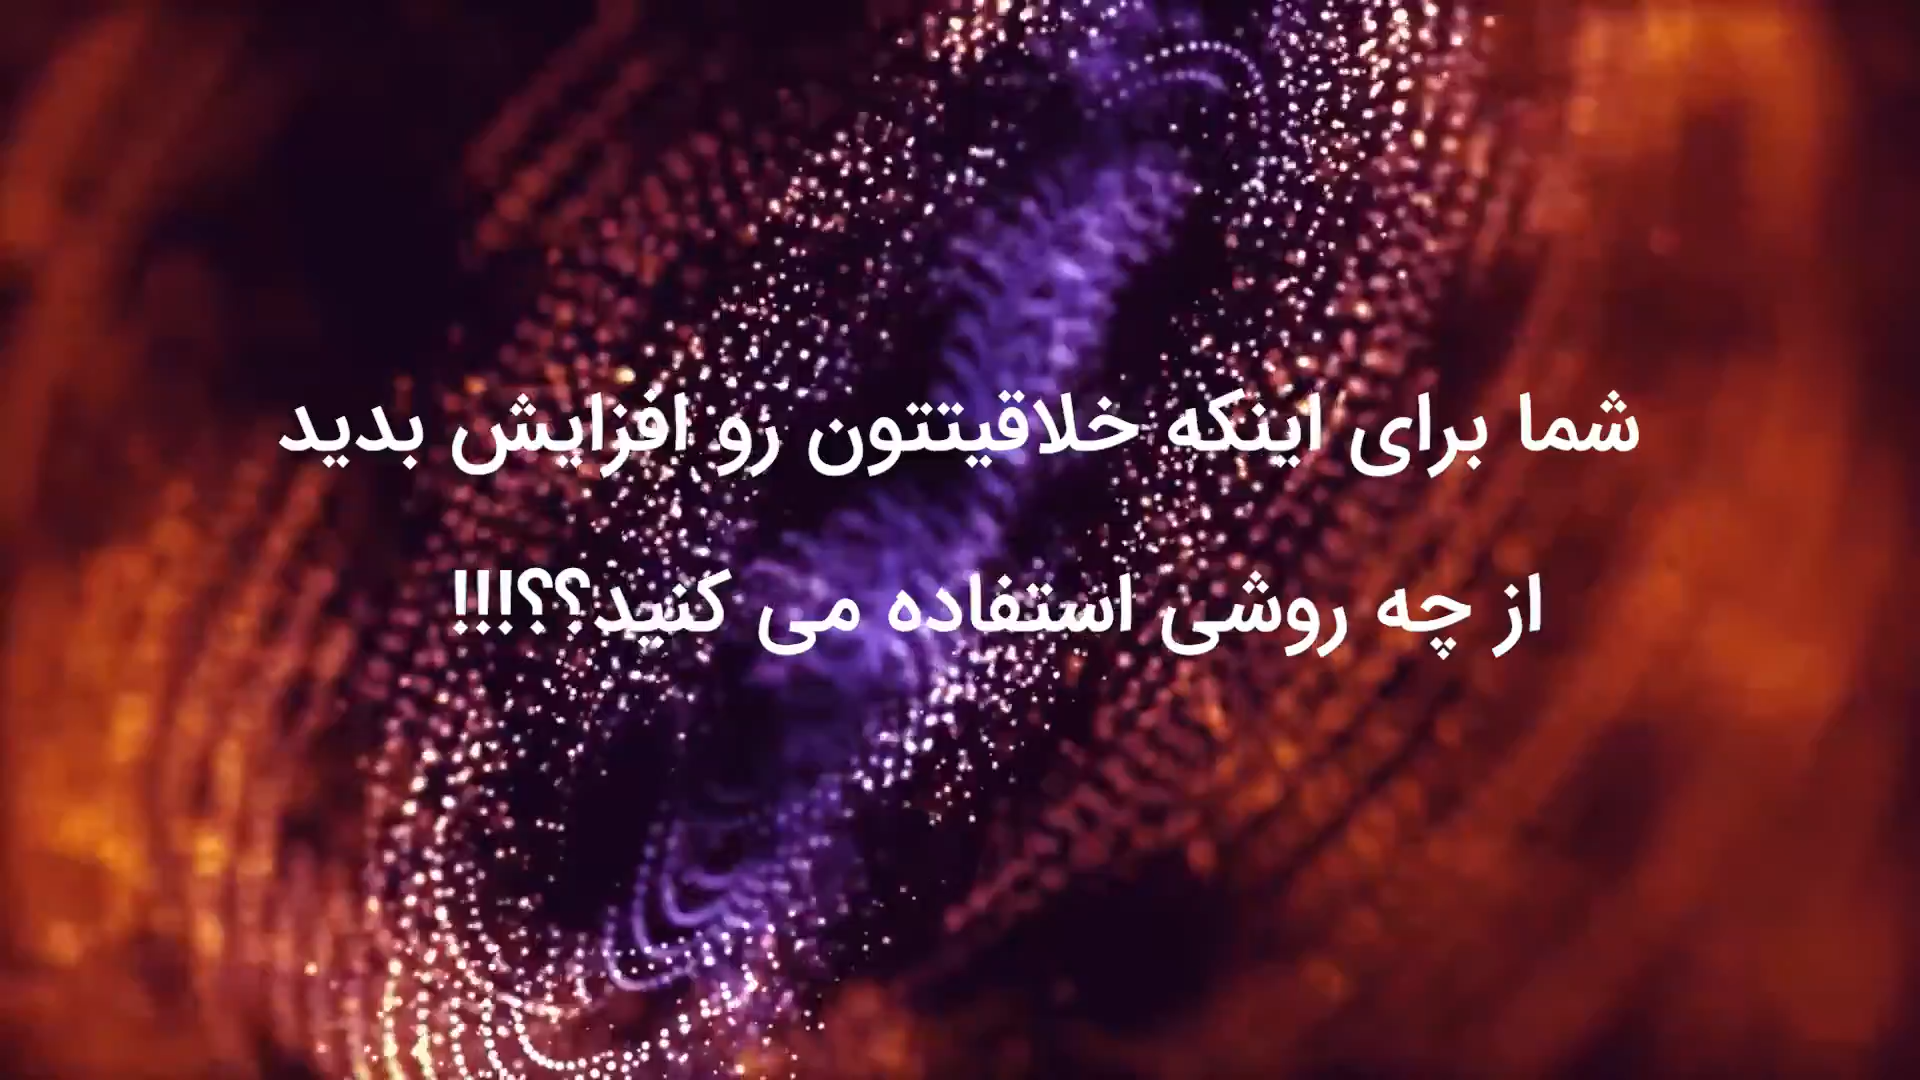 شما برای اینکه خلاقیتتون رو افزایش بدید
از چه روشی استفاده می کنید؟؟!!!